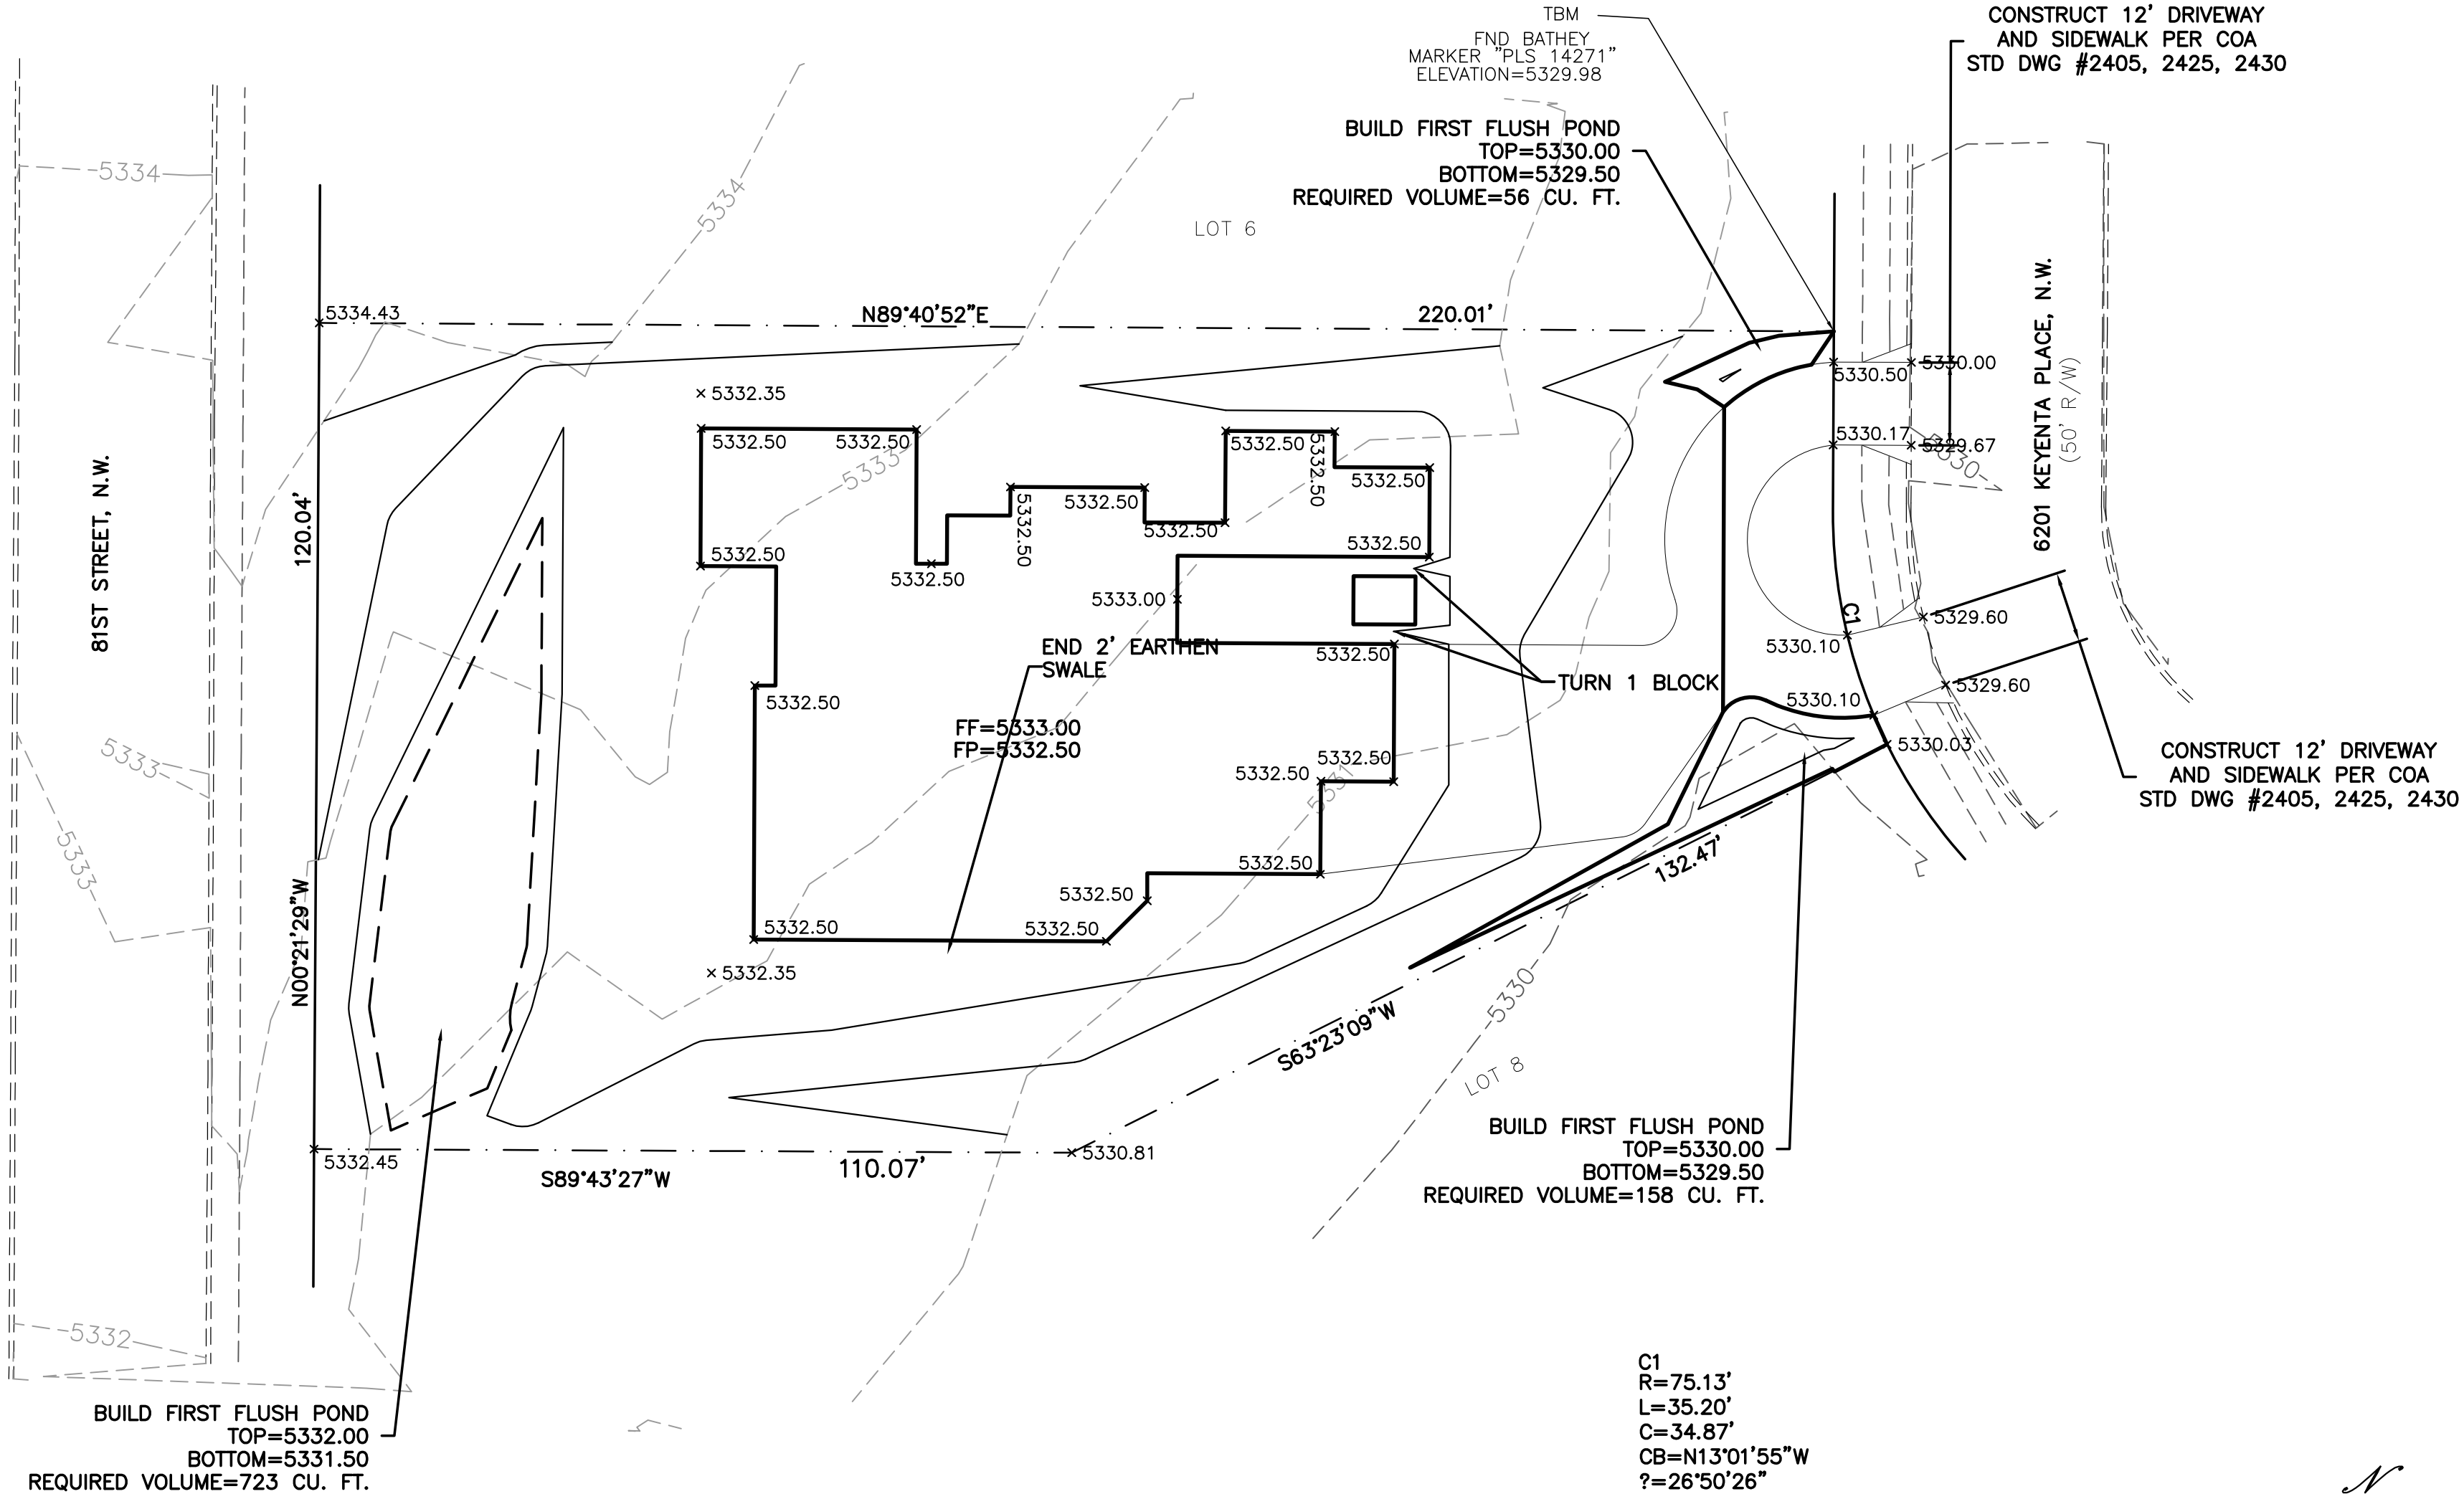 TBM
FND BATHEY
MARKER "PLS 14271"
ELEVATION=5329.98
CONSTRUCT 12' DRIVEWAY
AND SIDEWALK PER COA
STD DWG #2405, 2425, 2430
BUILD FIRST FLUSH POND
TOP=5330.00
BOTTOM=5329.50
REQUIRED VOLUME=56 CU. FT.
5334
5334
LOT 6
5334.43
N89°40'52"E
220.01'
5330.00
5330.50
5332.35
5330.17
5329.67
5330
6201 KEYENTA PLACE, N.W.
(50' R/W)
5332.50
5332.50
5332.50
5332.50
5332.50
5333
5332.50
5332.50
5332.50
5332.50
81ST STREET, N.W.
120.04'
5332.50
5332.50
5332.50
5333.00
C1
5329.60
5330.10
END 2' EARTHEN
SWALE
5332.50
TURN 1 BLOCK
5329.60
5332.50
5330.10
FF=5333.00
FP=5332.50
5330.03
5333
5332.50
5332.50
5331
CONSTRUCT 12' DRIVEWAY
AND SIDEWALK PER COA
STD DWG #2405, 2425, 2430
5333
5332.50
132.47'
5332.50
5332.50
5332.50
N00°21'29"W
5332.35
5330
S63°23'09"W
LOT 8
5332.45
S89°43'27"W
110.07'
5330.81
BUILD FIRST FLUSH POND
TOP=5330.00
BOTTOM=5329.50
REQUIRED VOLUME=158 CU. FT.
5332
BUILD FIRST FLUSH POND
TOP=5332.00
BOTTOM=5331.50
REQUIRED VOLUME=723 CU. FT.
C1
R=75.13'
L=35.20'
C=34.87'
CB=N13°01'55"W
?=26°50'26"
N